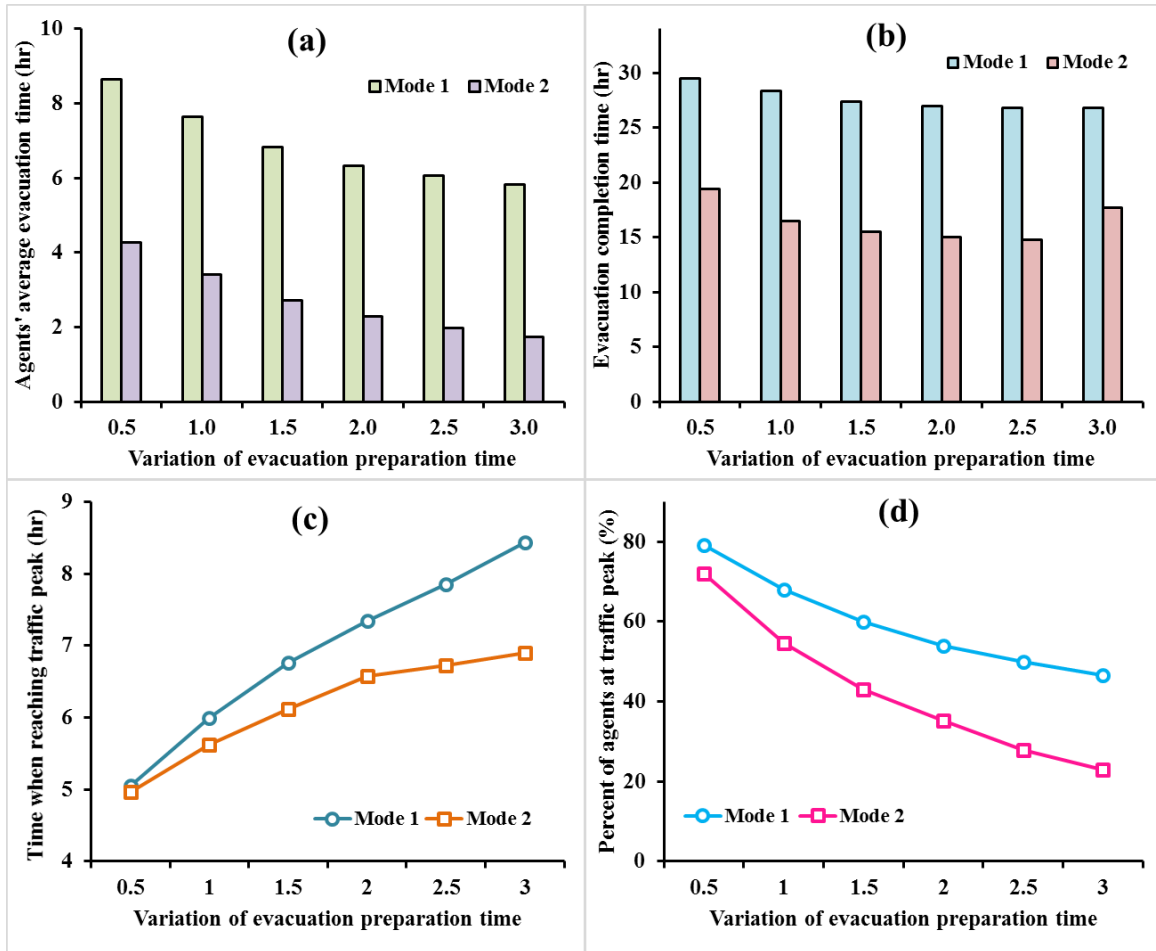 (a)
Agents' average evacuation time (hr)
Mode 1 Mode 2
10
8
6
4
2
0
0.5 1.0 1.5 2.0 2.5 3.0
Variation of evacuation preparation time
(b)
Evacuation completion time (hr)
Mode 1 Mode 2
30
25
20
15
10
5
0
0.5 1.0 1.5 2.0 2.5 3.0
Variation of evacuation preparation time
(c)
Time when reaching traffic peak (hr)
9
8
7
6
5
4
Mode 1 Mode 2
0.5 1 1.5 2 2.5 3
Variation of evacuation preparation time
(d)
Percent of agents at traffic peak (%)
80
60
40
20
0
Mode 1 Mode 2
0.5 1 1.5 2 2.5 3
Variation of evacuation preparation time